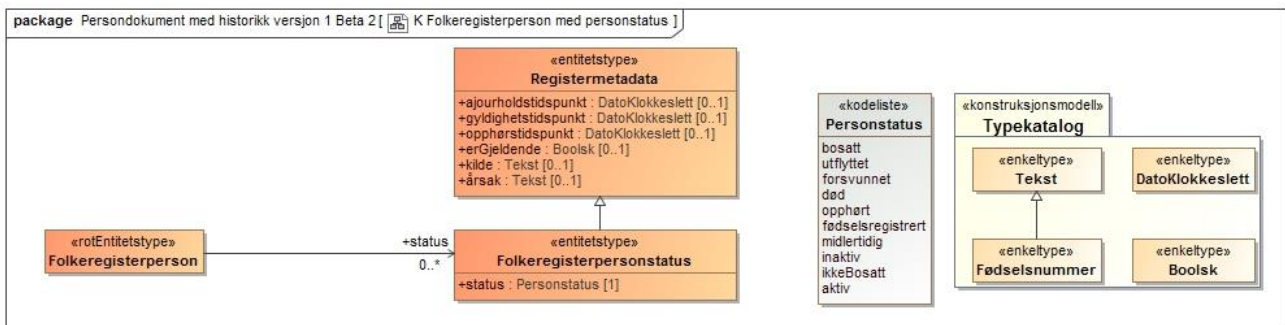 package Persondokument med historikk versjon 1 Beta 2 [ K Folkeregisterperson med personstatus ]
«entitetstype»
Registermetadata
+ajourholdstidspunkt : DatoKlokkeslett [0..1]
+gyldighetstidspunkt : DatoKlokkeslett [0..1]
+opphørstidspunkt : DatoKlokkeslett [0..1]
+erGjeldende : Boolsk [0..1]
+kilde : Tekst [0..1]
+årsak : Tekst [0..1]
«rotEntitetstype»
Folkeregisterperson
+status
0..*
«entitetstype»
Folkeregisterpersonstatus
+status : Personstatus [1]
«kodeliste»
Personstatus
bosatt
utflyttet
forsvunnet
død
opphørt
fødselsregistrert
midlertidig
inaktiv
ikkeBosatt
aktiv
«konstruksjonsmodell»
Typekatalog
«enkeltype»
Tekst
«enkeltype»
DatoKlokkeslett
«enkeltype»
Fødselsnummer
«enkeltype»
Boolsk